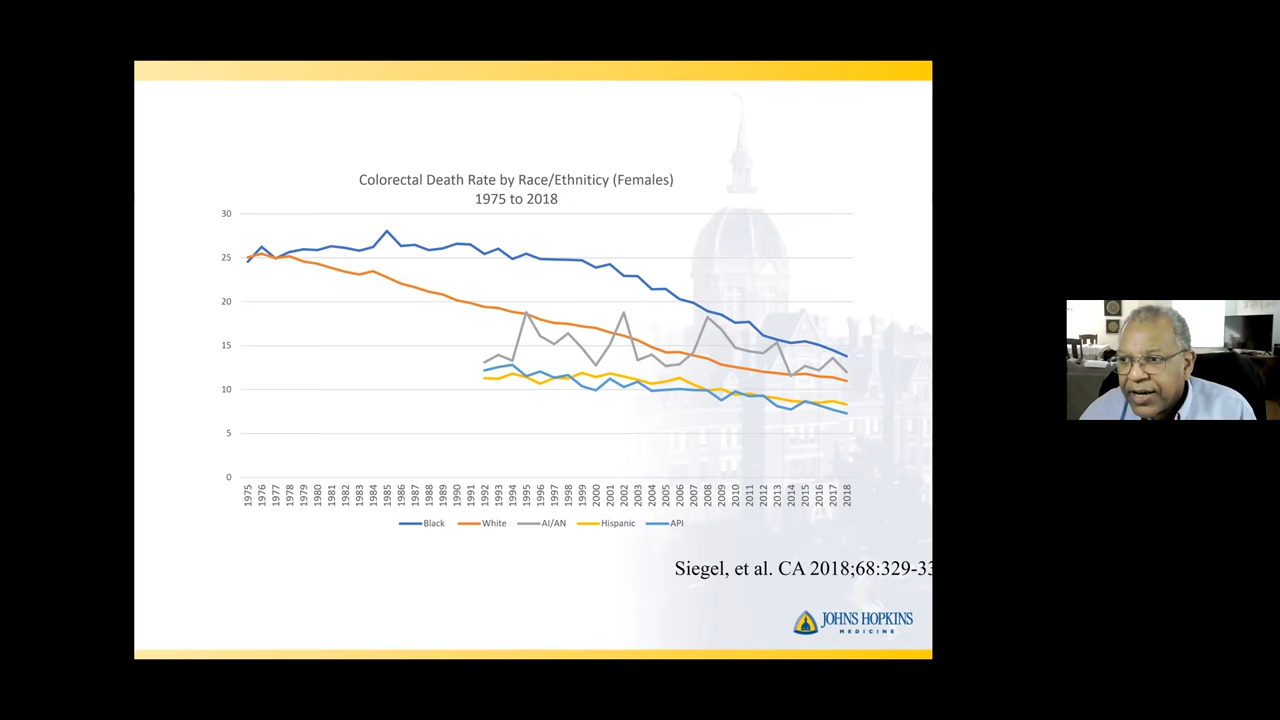 Colorectal Death Rate by Race/Ethniticy (Females)
1975 to 2018
30
25
20
15
10
5
0
1975 1976 1977 1978 1979 1980 1981 1982 1983 1984 1985 1986 1987 1988 1989 1990 1991 1992 1993 1994 1995 1996 1997 1998 1999 2000 2001 2002 2003 2004 2005 2006 2007 2008 2009 2010 2011 2012 2013 2014 2015 2016 2017 2018
Black White AI/AN Hispanic API
Siegel, et al. CA 2018;68:329-33
JOHNS HOPKINS
MEDICINE